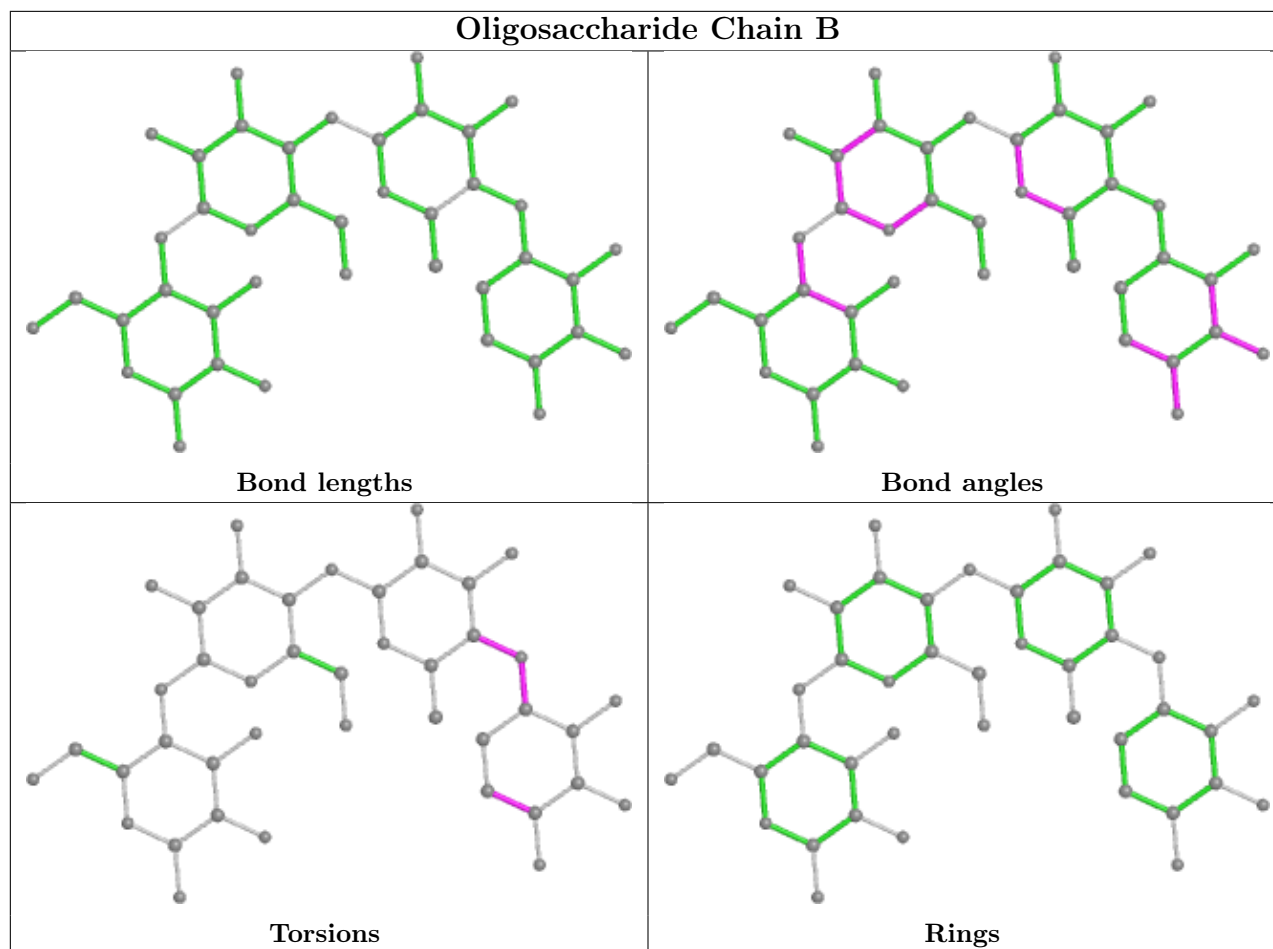 Oligosaccharide Chain B
Bond lengths
Bond angles
Torsions
Rings